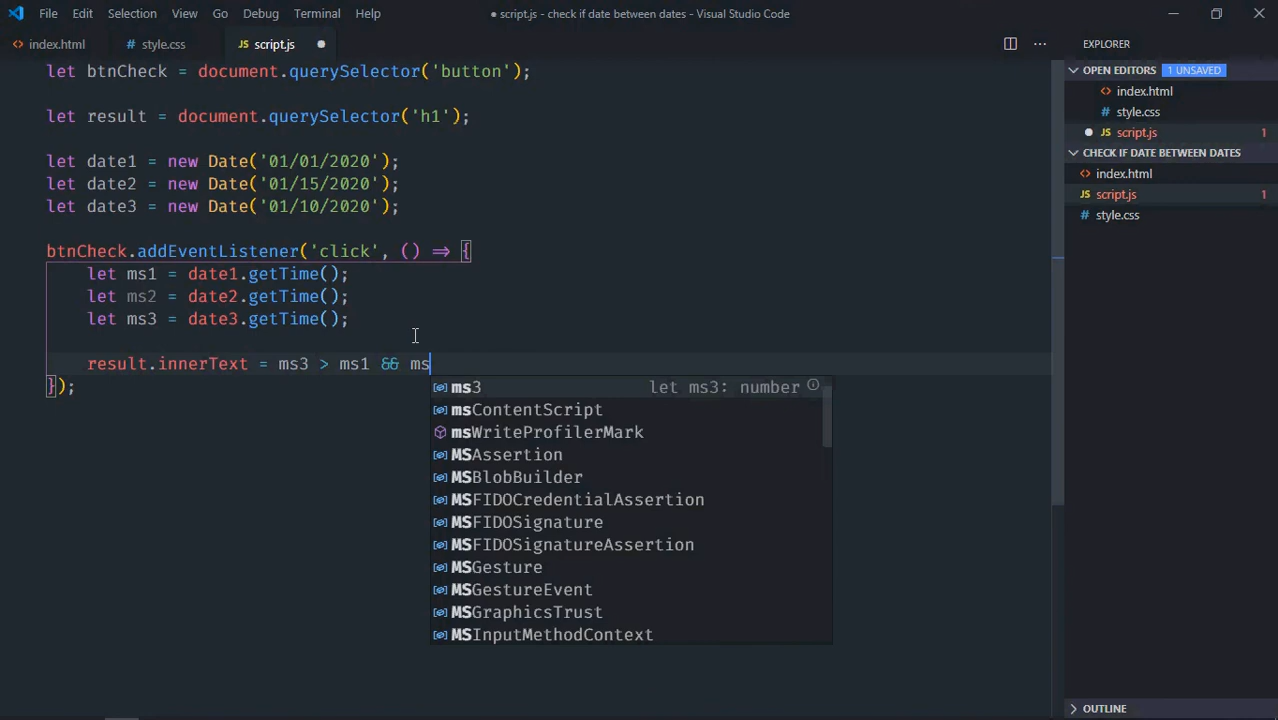 File Edit Selection View Go Debug Terminal Help
● script.js - check if date between dates - Visual Studio Code
index.html style.css JS script.js ●
let btnCheck = document.querySelector('button');
let result = document.querySelector('h1');
let date1 = new Date('01/01/2020');
let date2 = new Date('01/15/2020');
let date3 = new Date('01/10/2020');
btnCheck.addEventListener('click', () => {
let ms1 = date1.getTime();
let ms2 = date2.getTime();
let ms3 = date3.getTime();
result.innerText = ms3 > ms1 && ms
});
ms3 let ms3: number
msContentScript
msWriteProfilerMark
MSAssertion
MSBlobBuilder
MSFIDOCredentialAssertion
MSFIDOSignature
MSFIDOSignatureAssertion
MSGesture
MSGestureEvent
MSGraphicsTrust
MSInputMethodContext
EXPLORER
OPEN EDITORS 1 UNSAVED
index.html
style.css
● JS script.js 1
CHECK IF DATE BETWEEN DATES
index.html
JS script.js 1
style.css
OUTLINE